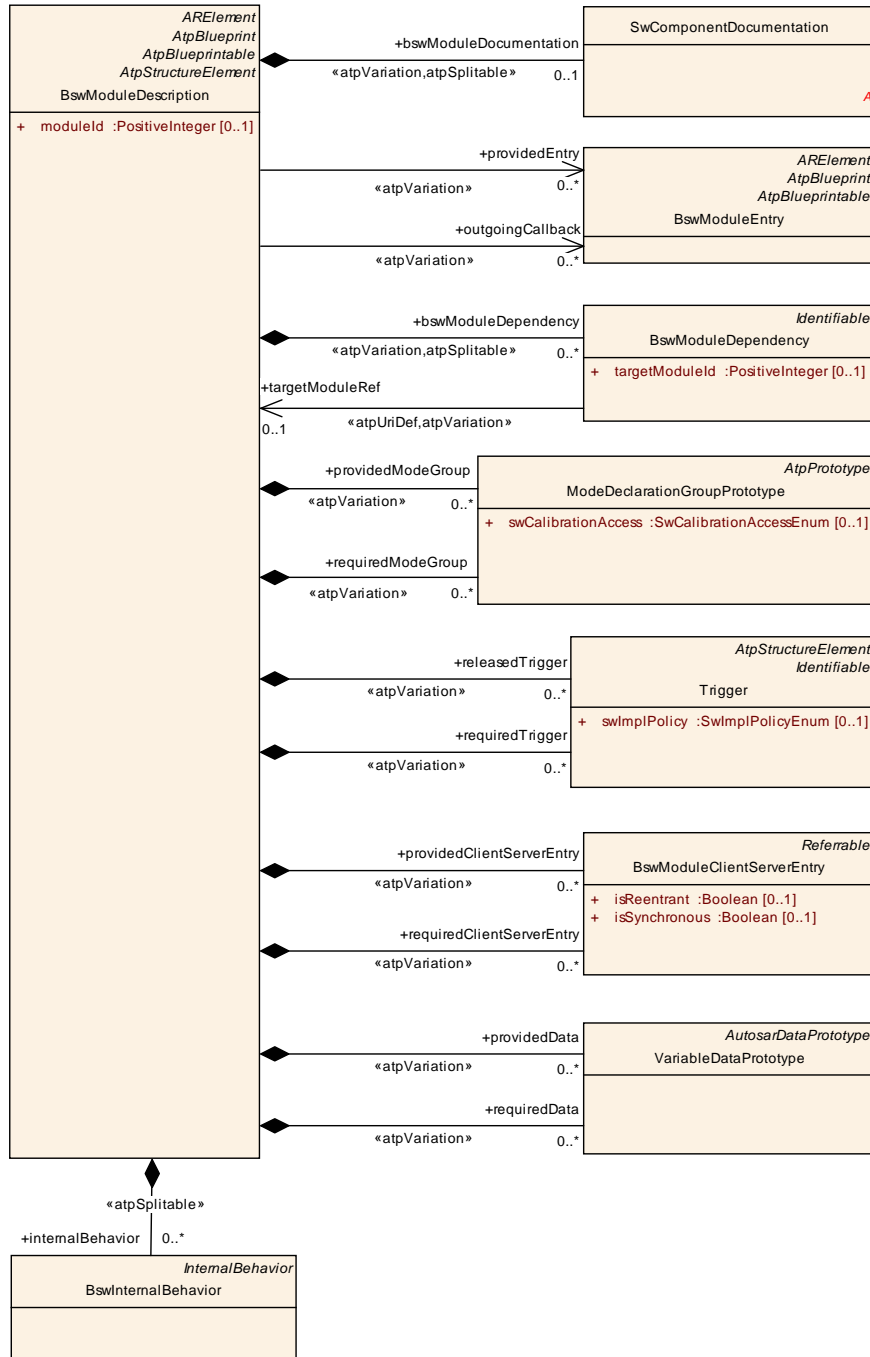 ARElement
AtpBlueprint
AtpBlueprintable
AtpStructureElement
BswModuleDescription
+ moduleId :PositiveInteger [0..1]
+bswModuleDocumentation
«atpVariation,atpSplitable» 0..1
SwComponentDocumentation
A
+providedEntry
«atpVariation» 0..*
+outgoingCallback
«atpVariation» 0..*
ARElement
AtpBlueprint
AtpBlueprintable
BswModuleEntry
+bswModuleDependency
«atpVariation,atpSplitable» 0..*
+targetModuleRef
0..1 «atpUriDef,atpVariation»
Identifiable
BswModuleDependency
+ targetModuleId :PositiveInteger [0..1]
+providedModeGroup
«atpVariation» 0..*
+requiredModeGroup
«atpVariation» 0..*
AtpPrototype
ModeDeclarationGroupPrototype
+ swCalibrationAccess :SwCalibrationAccessEnum [0..1]
+releasedTrigger
«atpVariation» 0..*
+requiredTrigger
«atpVariation» 0..*
AtpStructureElement
Identifiable
Trigger
+ swImplPolicy :SwImplPolicyEnum [0..1]
+providedClientServerEntry
«atpVariation» 0..*
+requiredClientServerEntry
«atpVariation» 0..*
Referrable
BswModuleClientServerEntry
+ isReentrant :Boolean [0..1]
+ isSynchronous :Boolean [0..1]
+providedData
«atpVariation» 0..*
+requiredData
«atpVariation» 0..*
AutosarDataPrototype
VariableDataPrototype
«atpSplitable»
+internalBehavior 0..*
InternalBehavior
BswInternalBehavior